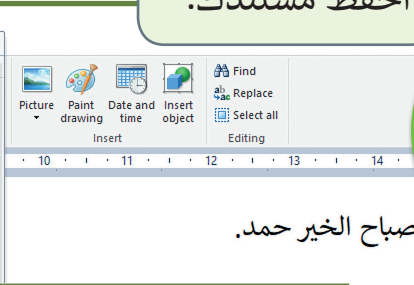 احفظ مستندك.
Find
Replace
Select all
Picture
Paint drawing
Date and time
Insert object
Insert
Editing
10 11 12 13 14
صباح الخير حمد.